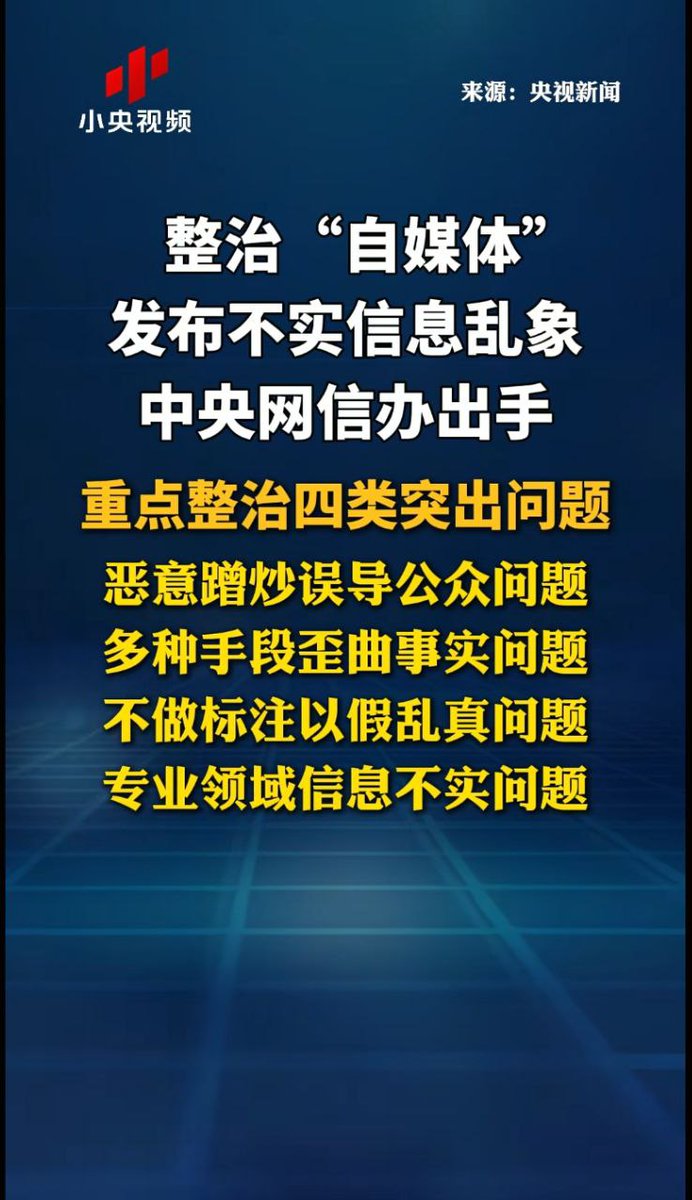 小央视频
来源：央视新闻
整治“自媒体”
发布不实信息乱象
中央网信办出手
重点整治四类突出问题
恶意蹭炒误导公众问题
多种手段歪曲事实问题
不做标注以假乱真问题
专业领域信息不实问题